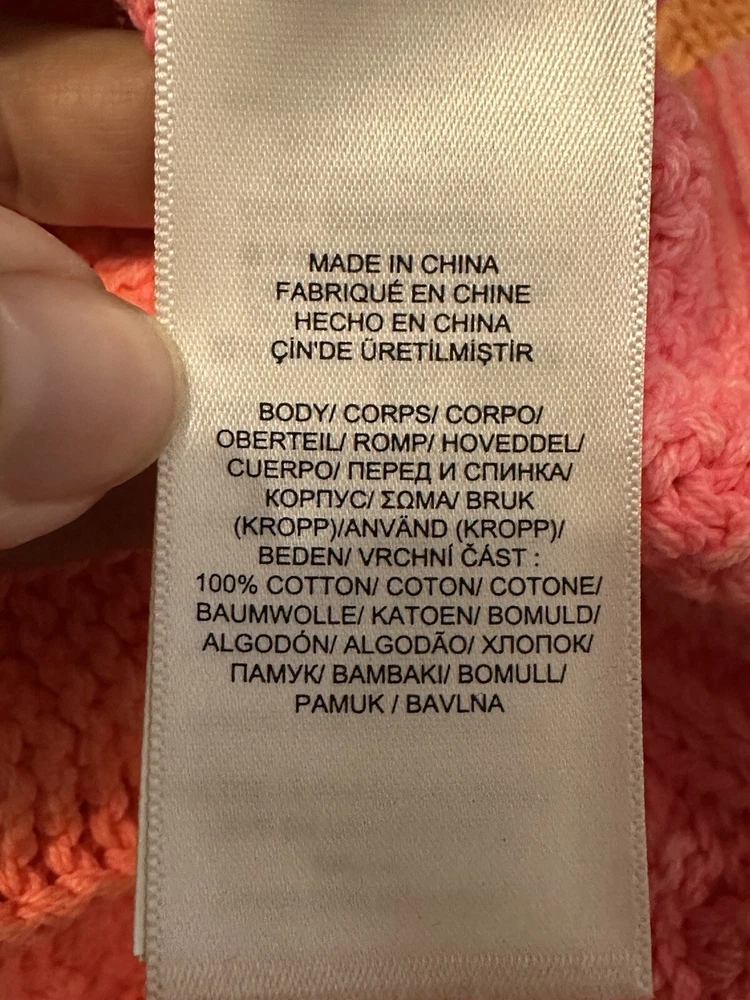 MADE IN CHINA
FABRIQUÉ EN CHINE
HECHO EN CHINA
ÇİN'DE ÜRETİLMİŞTİR
BODY/ CORPS/ CORPO/
OBERTEIL/ ROMP/ HOVEDDEL/
CUERPO/ ПЕРЕД И СПИНКА/
КОРПУС/ ΣΩΜΑ/ BRUK
(KROPP)/ANVÄND (KROPP)/
BEDEN/ VRCHNÍ ČÁST :
100% COTTON/ COTON/ COTONE/
BAUMWOLLE/ KATOEN/ BOMULD/
ALGODÓN/ ALGODÃO/ ХЛОПОК/
ПАМУК/ ΒΑΜΒΑΚΙ/ BOMULL/
PAMUK / BAVLNA